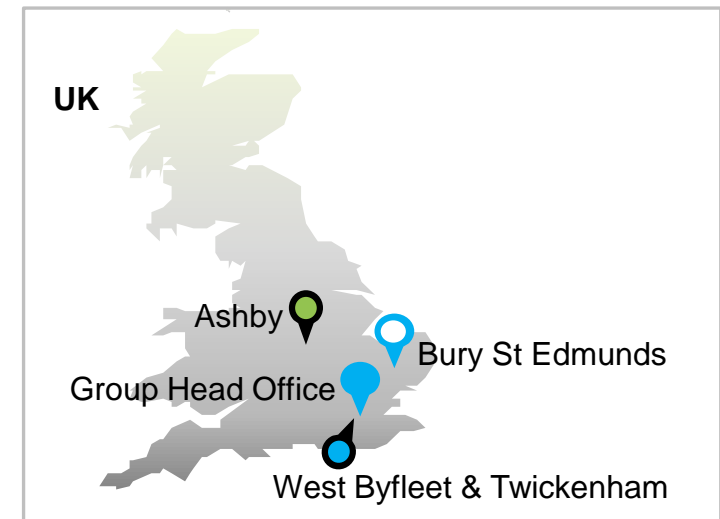 UK
Ashby
Bury St Edmunds
Group Head Office
West Byfleet & Twickenham